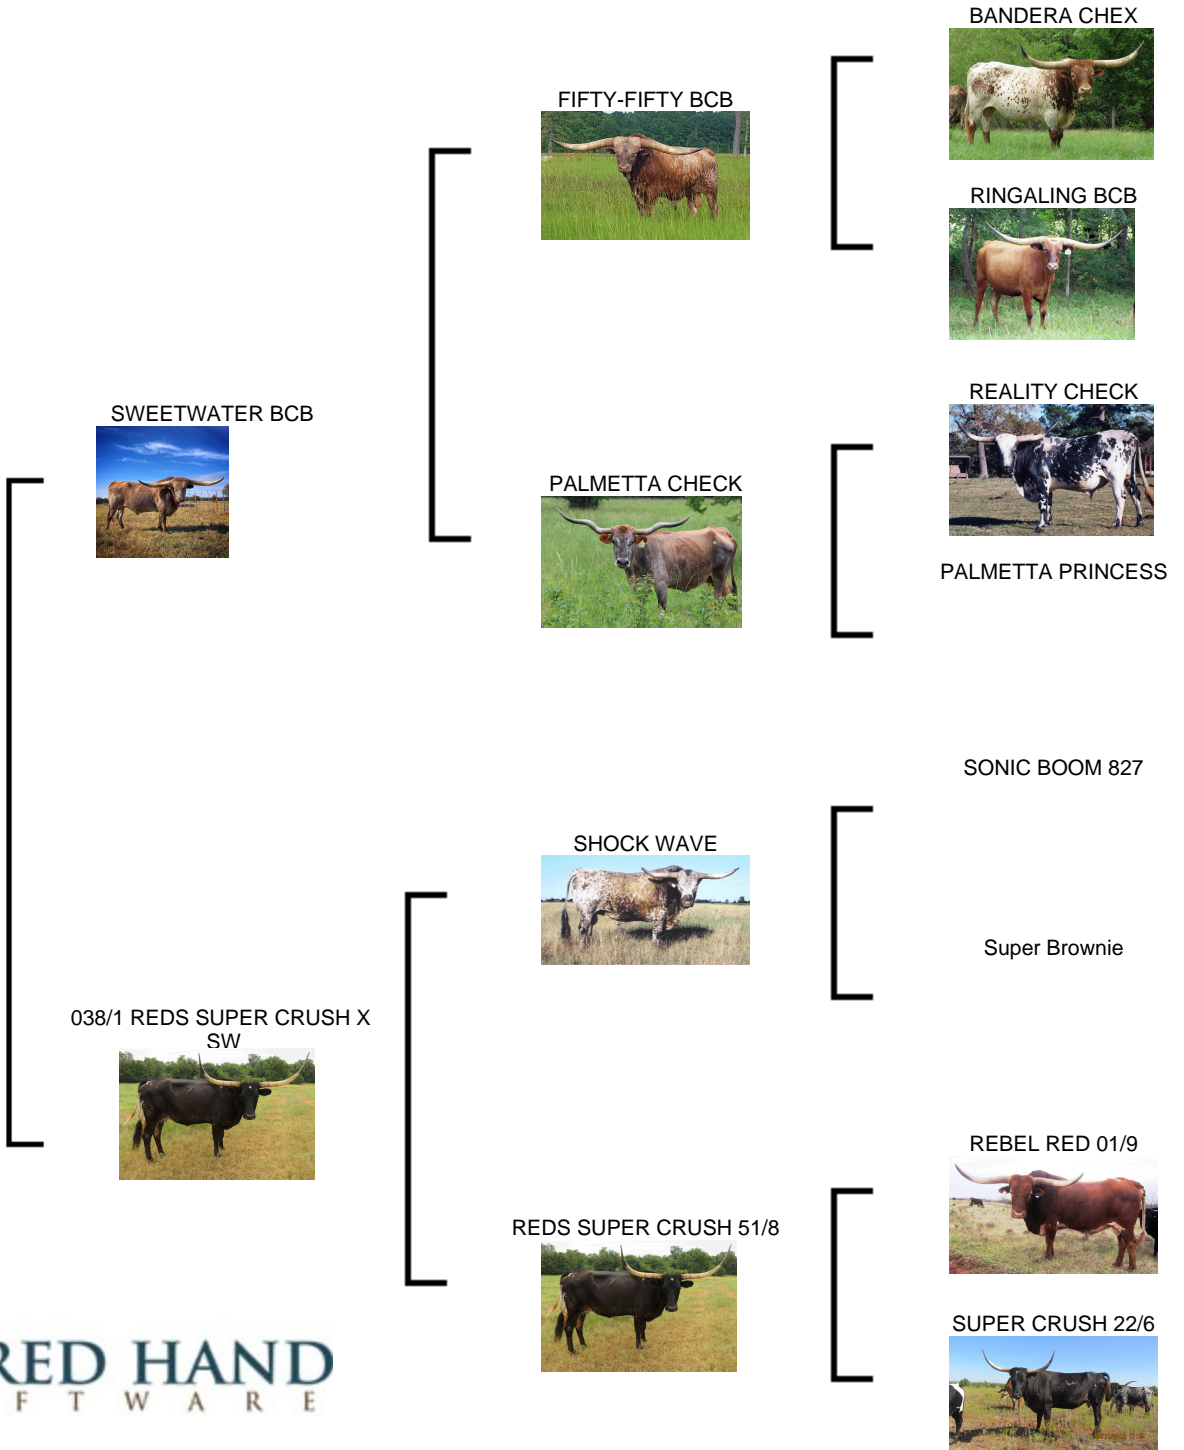 BANDERA CHEX
FIFTY-FIFTY BCB
RINGALING BCB
REALITY CHECK
SWEETWATER BCB
PALMETTA CHECK
PALMETTA PRINCESS
SONIC BOOM 827
SHOCK WAVE
Super Brownie
038/1 REDS SUPER CRUSH X
SW
REBEL RED 01/9
REDS SUPER CRUSH 51/8
SUPER CRUSH 22/6
RED HAND
F T W A R E